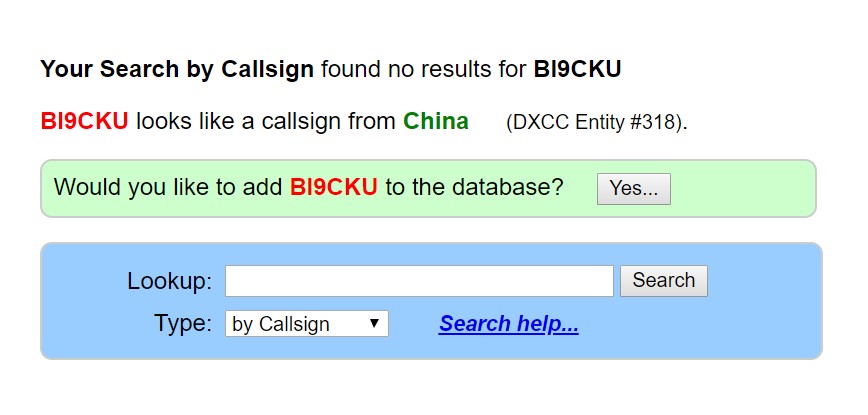 Your Search by Callsign found no results for BI9CKU
BI9CKU looks like a callsign from China (DXCC Entity #318).
Would you like to add BI9CKU to the database? Yes...
Lookup: Search
Type: by Callsign Search help...